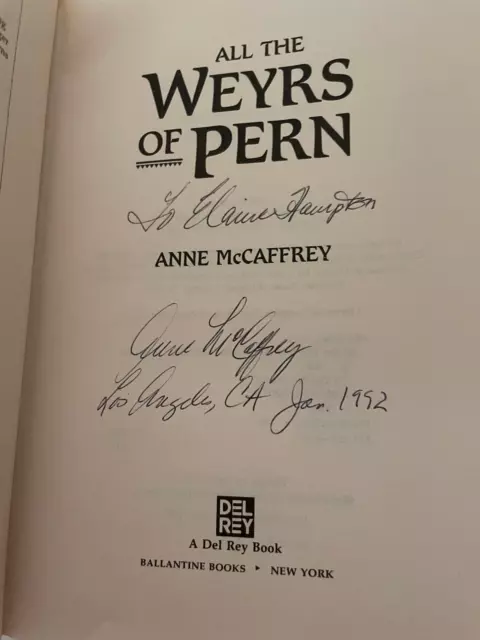 ALL THE
WEYRS
OF PERN
To Elaine Hampton
ANNE McCAFFREY
Anne McCaffrey
Los Angeles, CA Jan. 1992
DEL
REY
A Del Rey Book
BALLANTINE BOOKS ▸ NEW YORK